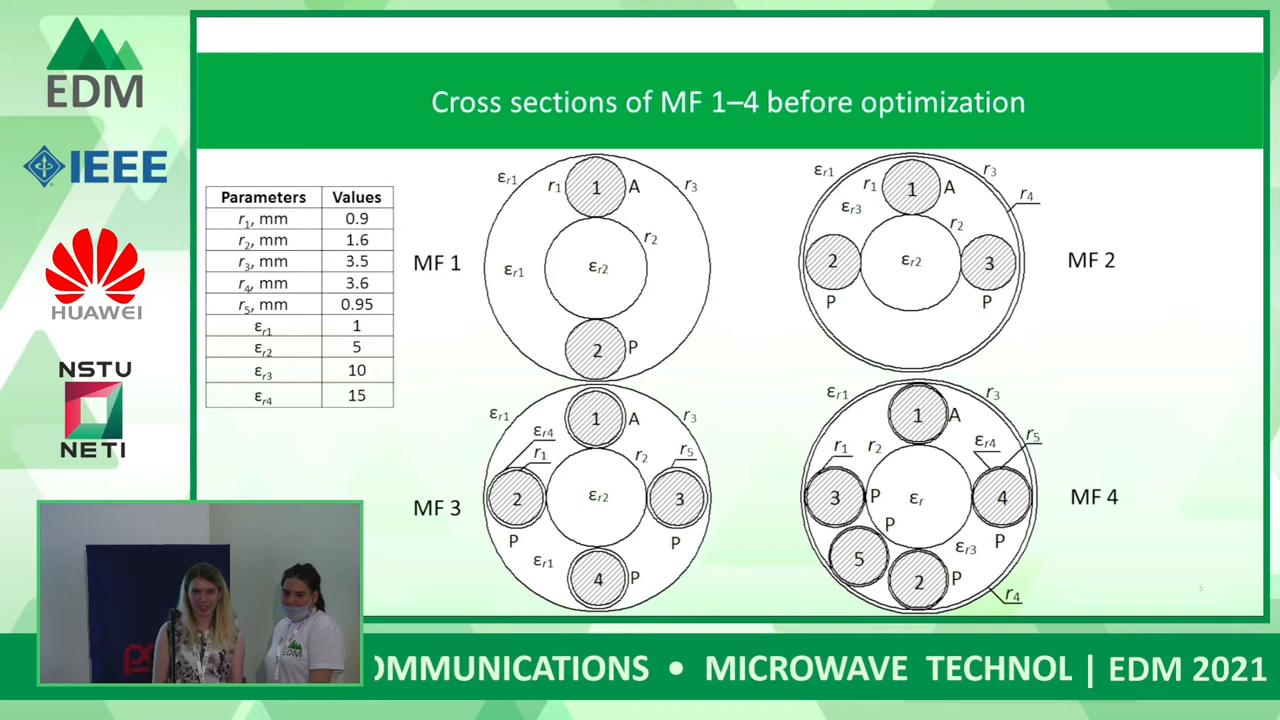 EDM
IEEE
HUAWEI
NSTU
NETI
Cross sections of MF 1–4 before optimization
Parameters Values
r1, mm 0.9
r2, mm 1.6
r3, mm 3.5
r4, mm 3.6
r5, mm 0.95
εr1 1
εr2 5
εr3 10
εr4 15
MF 1
εr1 r1 1 A r3
r2
εr1 εr2
2 P
MF 2
εr1 r1 1 A r3
r4
εr3 r2
2 εr2 3
P P
MF 3
εr1 1 A r3
εr4
r1 r2 r5
2 εr2 3
P P
εr1 4 P
MF 4
εr1 1 A r3
r1 r2 εr4 r5
3 P εr 4
P P
5 εr3
2 P
r4
5
EDM
OMMUNICATIONS • MICROWAVE TECHNOL | EDM 2021